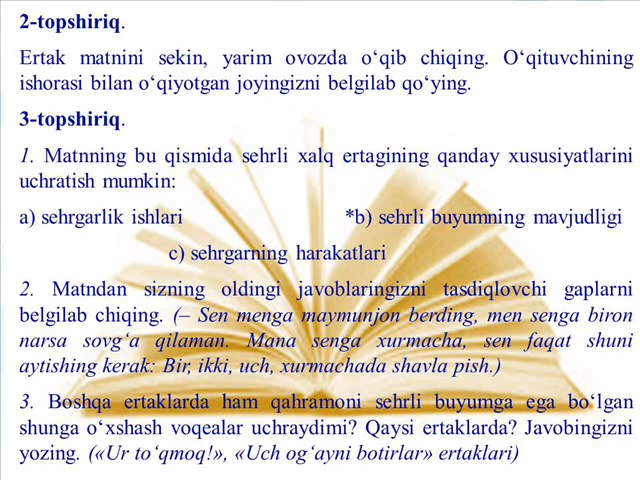 2-topshiriq.
Ertak matnini sekin, yarim ovozda o‘qib chiqing. O‘qituvchining
ishorasi bilan o‘qiyotgan joyingizni belgilab qo‘ying.
3-topshiriq.
1. Matnning bu qismida sehrli xalq ertagining qanday xususiyatlarini
uchratish mumkin:
a) sehrgarlik ishlari *b) sehrli buyumning mavjudligi
c) sehrgarning harakatlari
2. Matndan sizning oldingi javoblaringizni tasdiqlovchi gaplarni
belgilab chiqing. (– Sen menga maymunjon berding, men senga biron
narsa sovg‘a qilaman. Mana senga xurmacha, sen faqat shuni
aytishing kerak: Bir, ikki, uch, xurmachada shavla pish.)
3. Boshqa ertaklarda ham qahramoni sehrli buyumga ega bo‘lgan
shunga o‘xshash voqealar uchraydimi? Qaysi ertaklarda? Javobingizni
yozing. («Ur to‘qmoq!», «Uch og‘ayni botirlar» ertaklari)